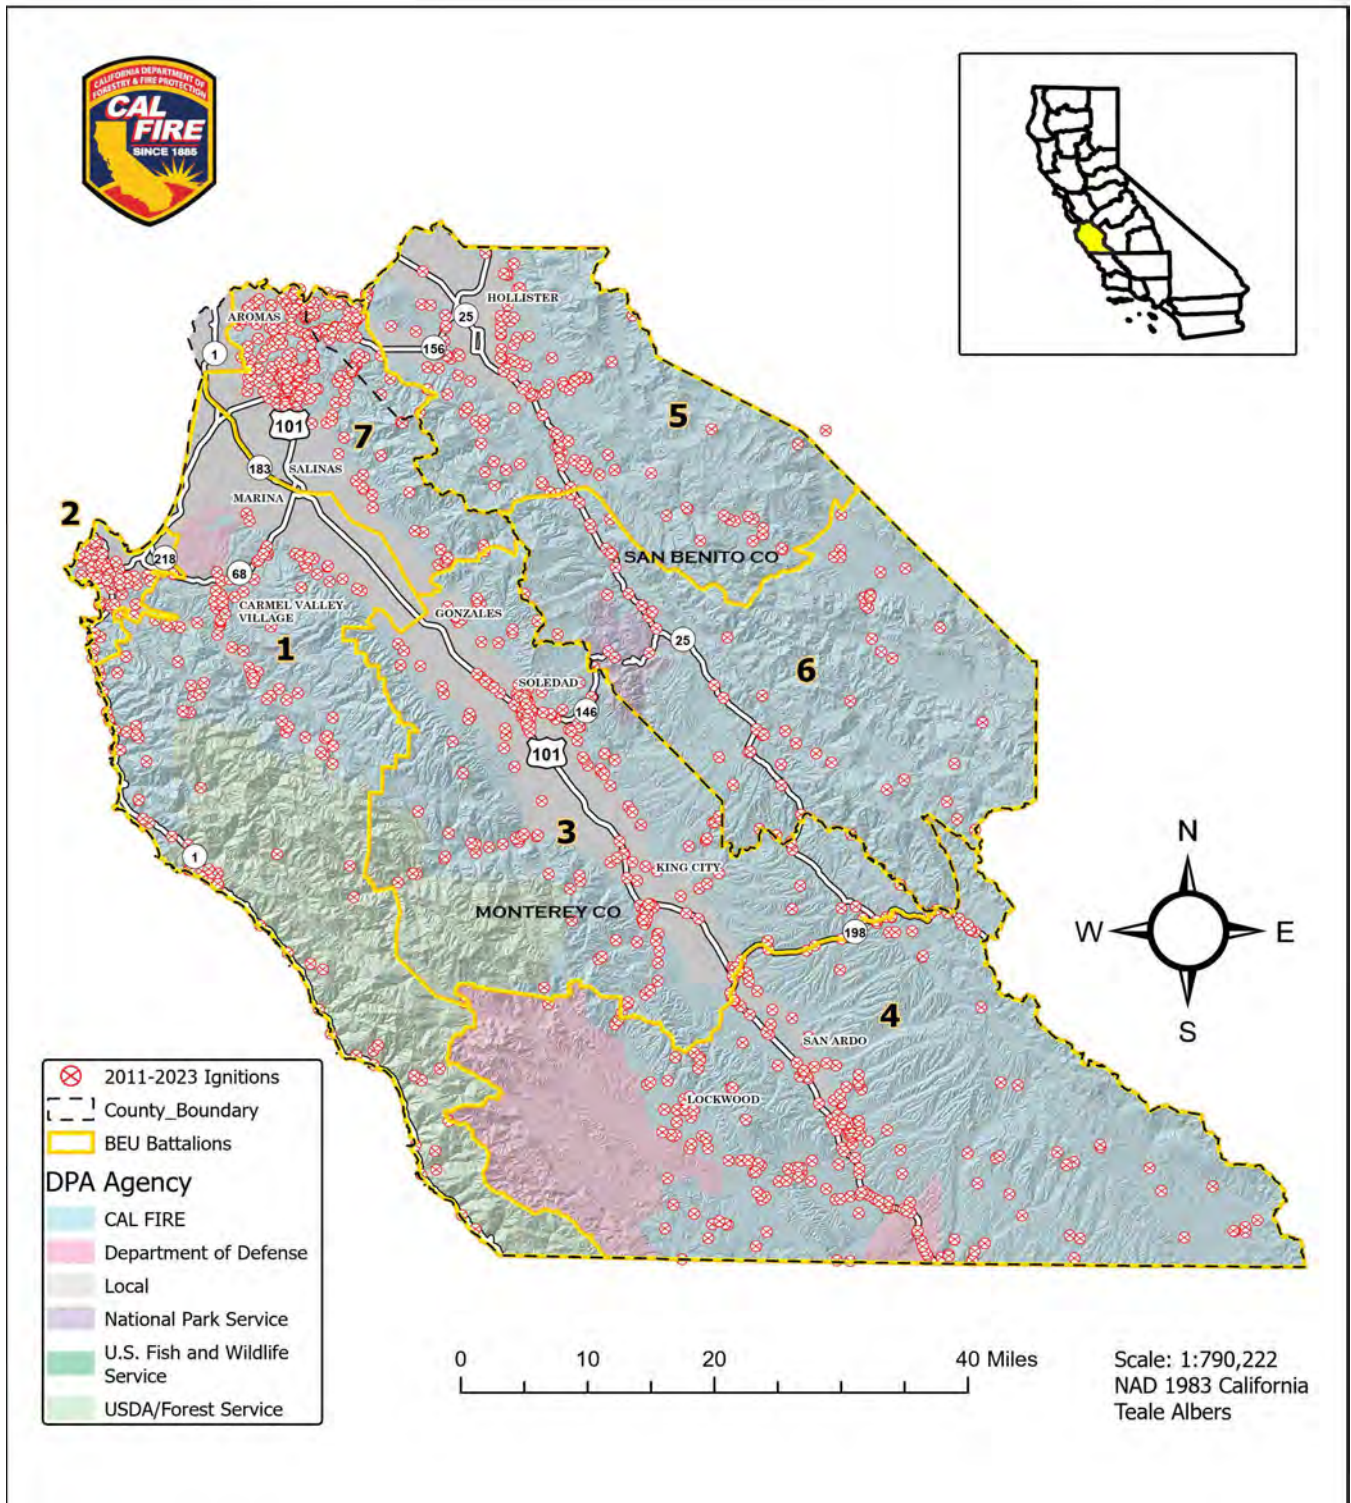 CALIFORNIA DEPARTMENT OF
FORESTRY & FIRE PROTECTION
CAL
FIRE
SINCE 1885
HOLLISTER
AROMAS
25
1
156
5
101
7
183
SALINAS
MARINA
2
218
SAN BENITO CO
68
CARMEL VALLEY
VILLAGE
GONZALES
1
25
6
SOLEDAD
146
101
3
1
KING CITY
MONTEREY CO
198
4
SAN ARDO
LOCKWOOD
N
W
E
S
2011-2023 Ignitions
County_Boundary
BEU Battalions
DPA Agency
CAL FIRE
Department of Defense
Local
National Park Service
U.S. Fish and Wildlife
Service
USDA/Forest Service
0 10 20 40 Miles
Scale: 1:790,222
NAD 1983 California
Teale Albers